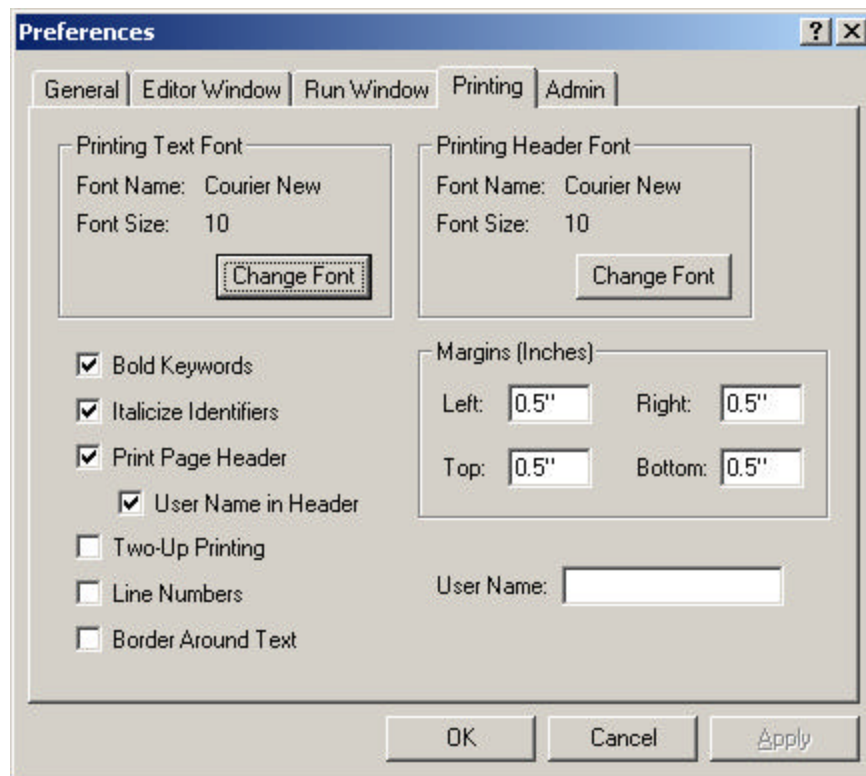 Preferences
General Editor Window Run Window Printing Admin
Printing Text Font
Font Name: Courier New
Font Size: 10
Change Font
Printing Header Font
Font Name: Courier New
Font Size: 10
Change Font
Bold Keywords
Italicize Identifiers
Print Page Header
User Name in Header
Two-Up Printing
Line Numbers
Border Around Text
Margins (Inches)
Left: 0.5" Right: 0.5"
Top: 0.5" Bottom: 0.5"
User Name:
OK Cancel Apply